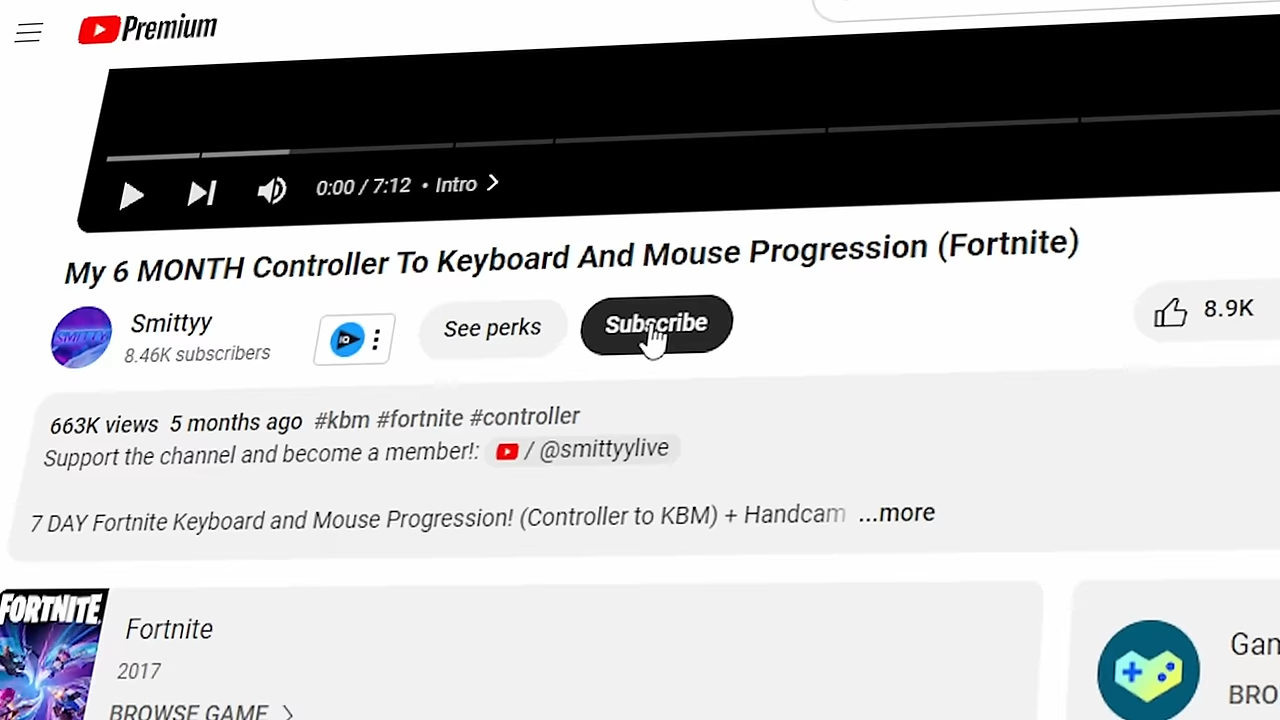 Premium
0:00 / 7:12 • Intro
My 6 MONTH Controller To Keyboard And Mouse Progression (Fortnite)
Smittyy
8.46K subscribers
SMITTY
IQ
See perks
Subscribe
8.9K
663K views 5 months ago #kbm #fortnite #controller
Support the channel and become a member!: / @smittyylive
7 DAY Fortnite Keyboard and Mouse Progression! (Controller to KBM) + Handcam ...more
FORTNITE
Fortnite
2017
BROWSE GAME
Gam
BRO